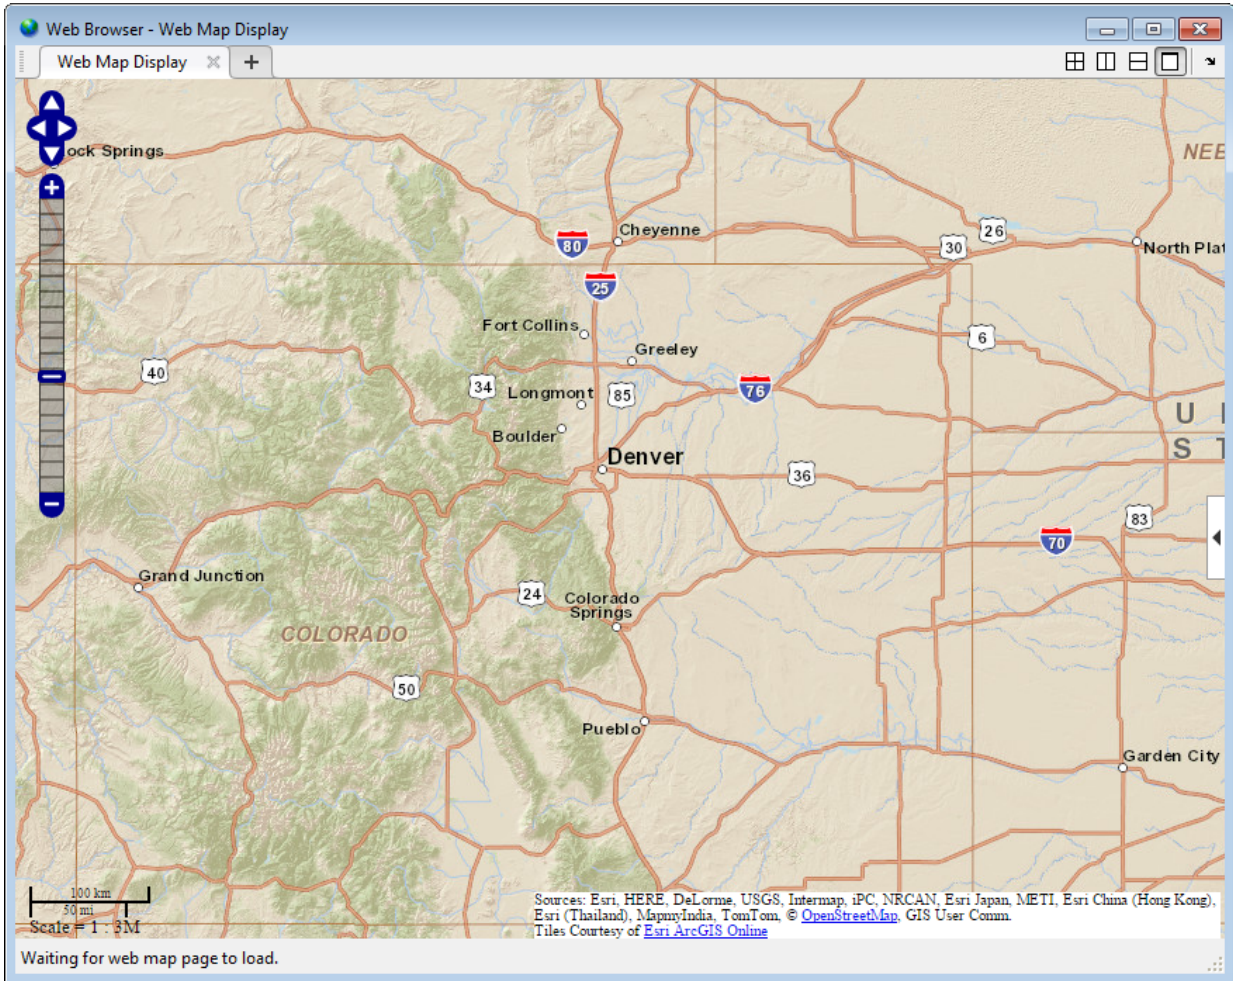 Web Browser - Web Map Display
Web Map Display
ock Springs
NEE
Cheyenne
26
80
30
North Plat
25
Fort Collins
6
Greeley
40
34
Longmont
85
76
U
Boulder
S T
Denver
36
83
70
Grand Junction
24
Colorado
Springs
COLORADO
50
Pueblo
Garden City
100 km
50 mi
Scale = 1 : 3M
Sources: Esri, HERE, DeLorme, USGS, Intermap, iPC, NRCAN, Esri Japan, METI, Esri China (Hong Kong),
Esri (Thailand), MapmyIndia, TomTom, © OpenStreetMap, GIS User Comm.
Tiles Courtesy of Esri ArcGIS Online
Waiting for web map page to load.